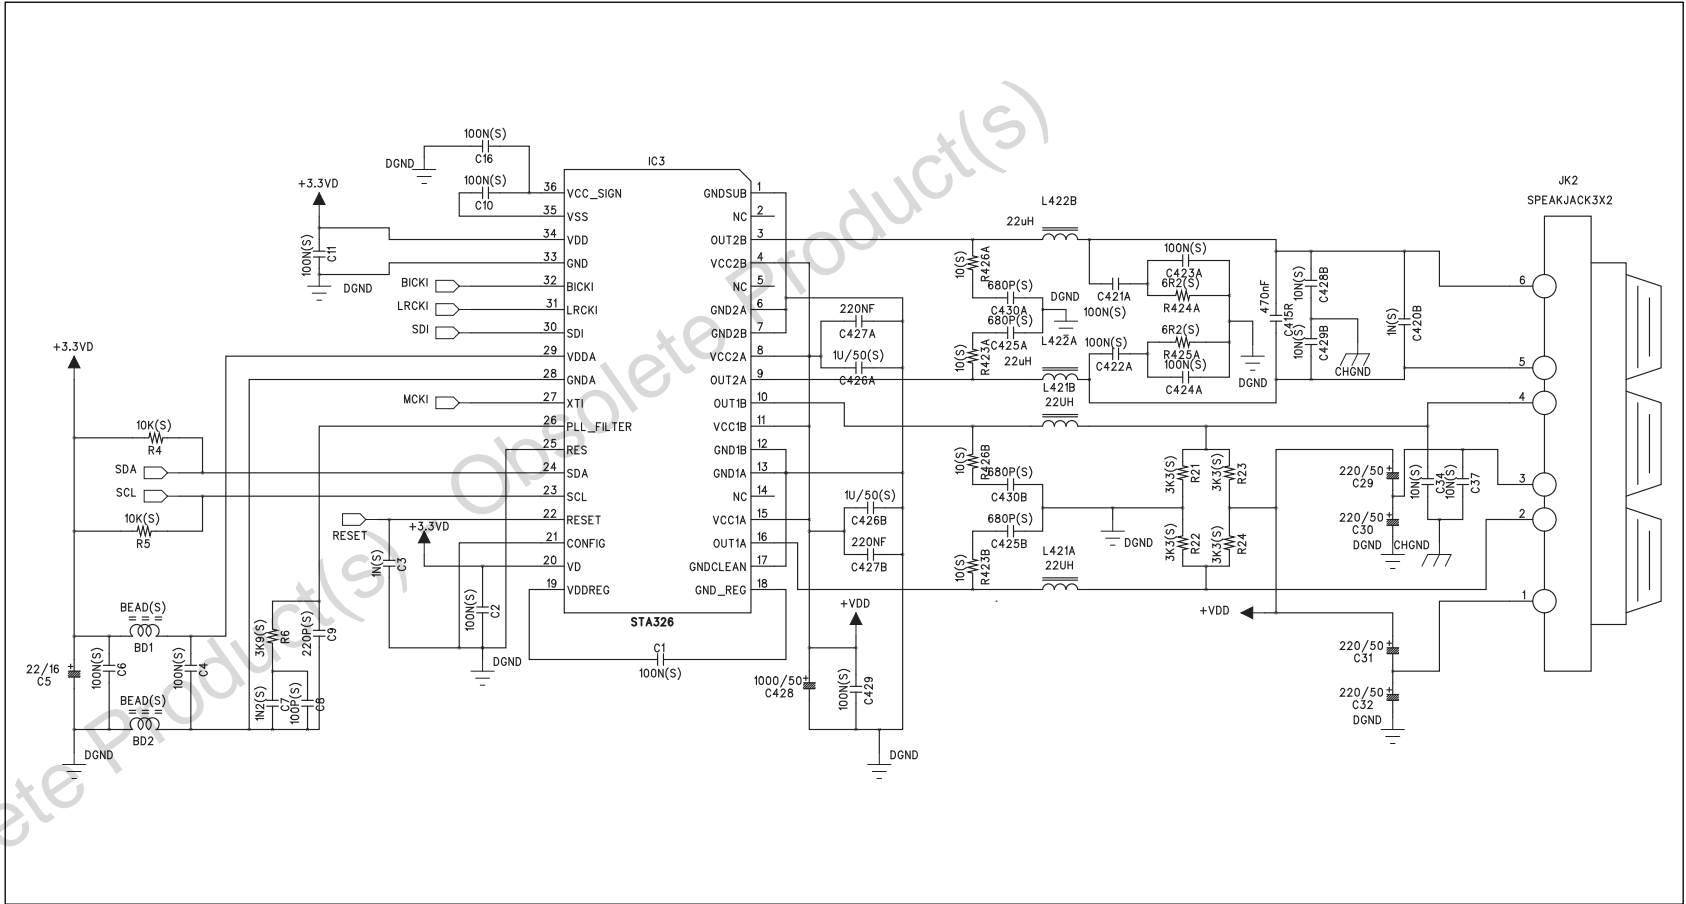 Obsolete Product(s)
ete Product(s)
IC3
STA326
36 VCC_SIGN
35 VSS
34 VDD
33 GND
32 BICKI
31 LRCKI
30 SDI
29 VDDA
28 GNDA
27 XTI
26 PLL_FILTER
25 RES
24 SDA
23 SCL
22 RESET
21 CONFIG
20 VD
19 VDDREG
GNDSUB 1
NC 2
OUT2B 3
VCC2B 4
NC 5
GND2A 6
GND2B 7
VCC2A 8
OUT2A 9
OUT1B 10
VCC1B 11
GND1B 12
GND1A 13
NC 14
VCC1A 15
OUT1A 16
GNDCLEAN 17
GND_REG 18
100N(S)
C16
DGND
100N(S)
C10
+3.3VD
100N(S)
C11
DGND
BICKI
LRCKI
SDI
MCKI
+3.3VD
10K(S)
R4
SDA
SCL
10K(S)
R5
RESET
+3.3VD
1N(S)
C3
100N(S)
C2
DGND
BEAD(S)
BD1
22/16
C5
100N(S)
C6
100N(S)
C4
BEAD(S)
BD2
DGND
3K9(S)
R6
220P(S)
C9
1N2(S)
C7
100P(S)
C8
C1
100N(S)
220NF
C427A
1U/50(S)
C426A
1U/50(S)
C426B
220NF
C427B
+VDD
1000/50
C428
100N(S)
C429
DGND
L422B
22uH
10(S)
R426A
680P(S)
C430A
680P(S)
C425A
10(S)
R423A
DGND
L422A
22uH
C421A
100N(S)
100N(S)
C423A
6R2(S)
R424A
100N(S)
C422A
6R2(S)
R425A
100N(S)
C424A
DGND
470nF
C415R
10N(S)
C428B
10N(S)
C429B
CHGND
1N(S)
C420B
L421B
22UH
10(S)
R426B
680P(S)
C430B
680P(S)
C425B
10(S)
R423B
DGND
L421A
22UH
3K3(S)
R21
3K3(S)
R23
3K3(S)
R22
3K3(S)
R24
220/50
C29
220/50
C30
DGND
10N(S)
C34
10N(S)
C37
CHGND
+VDD
220/50
C31
220/50
C32
DGND
JK2
SPEAKJACK3X2
6
5
4
3
2
1